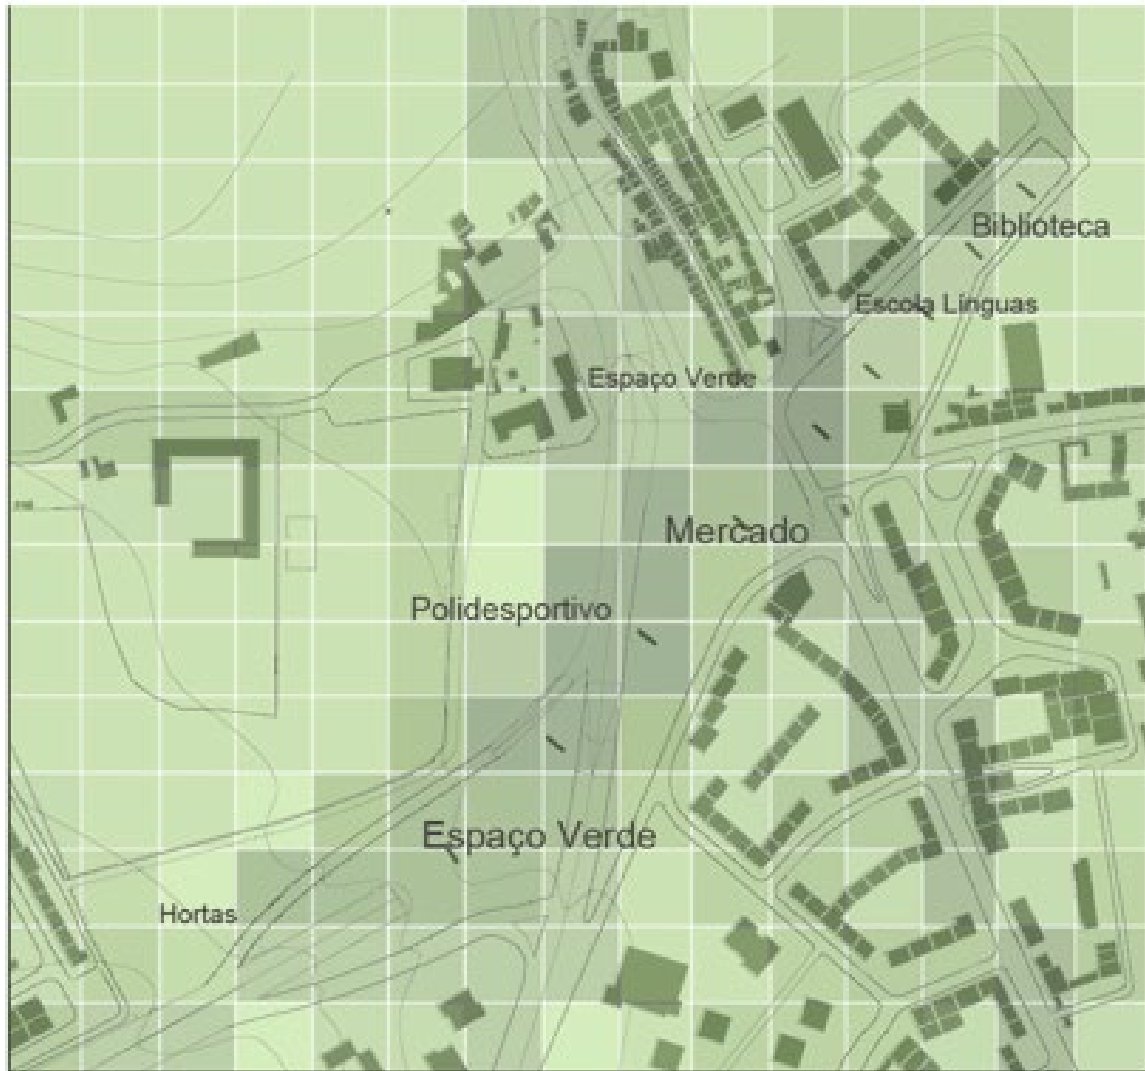 Biblioteca
Escola Linguas
Espaço Verde
Mercado
Polidesportivo
Espaço Verde
Hortas